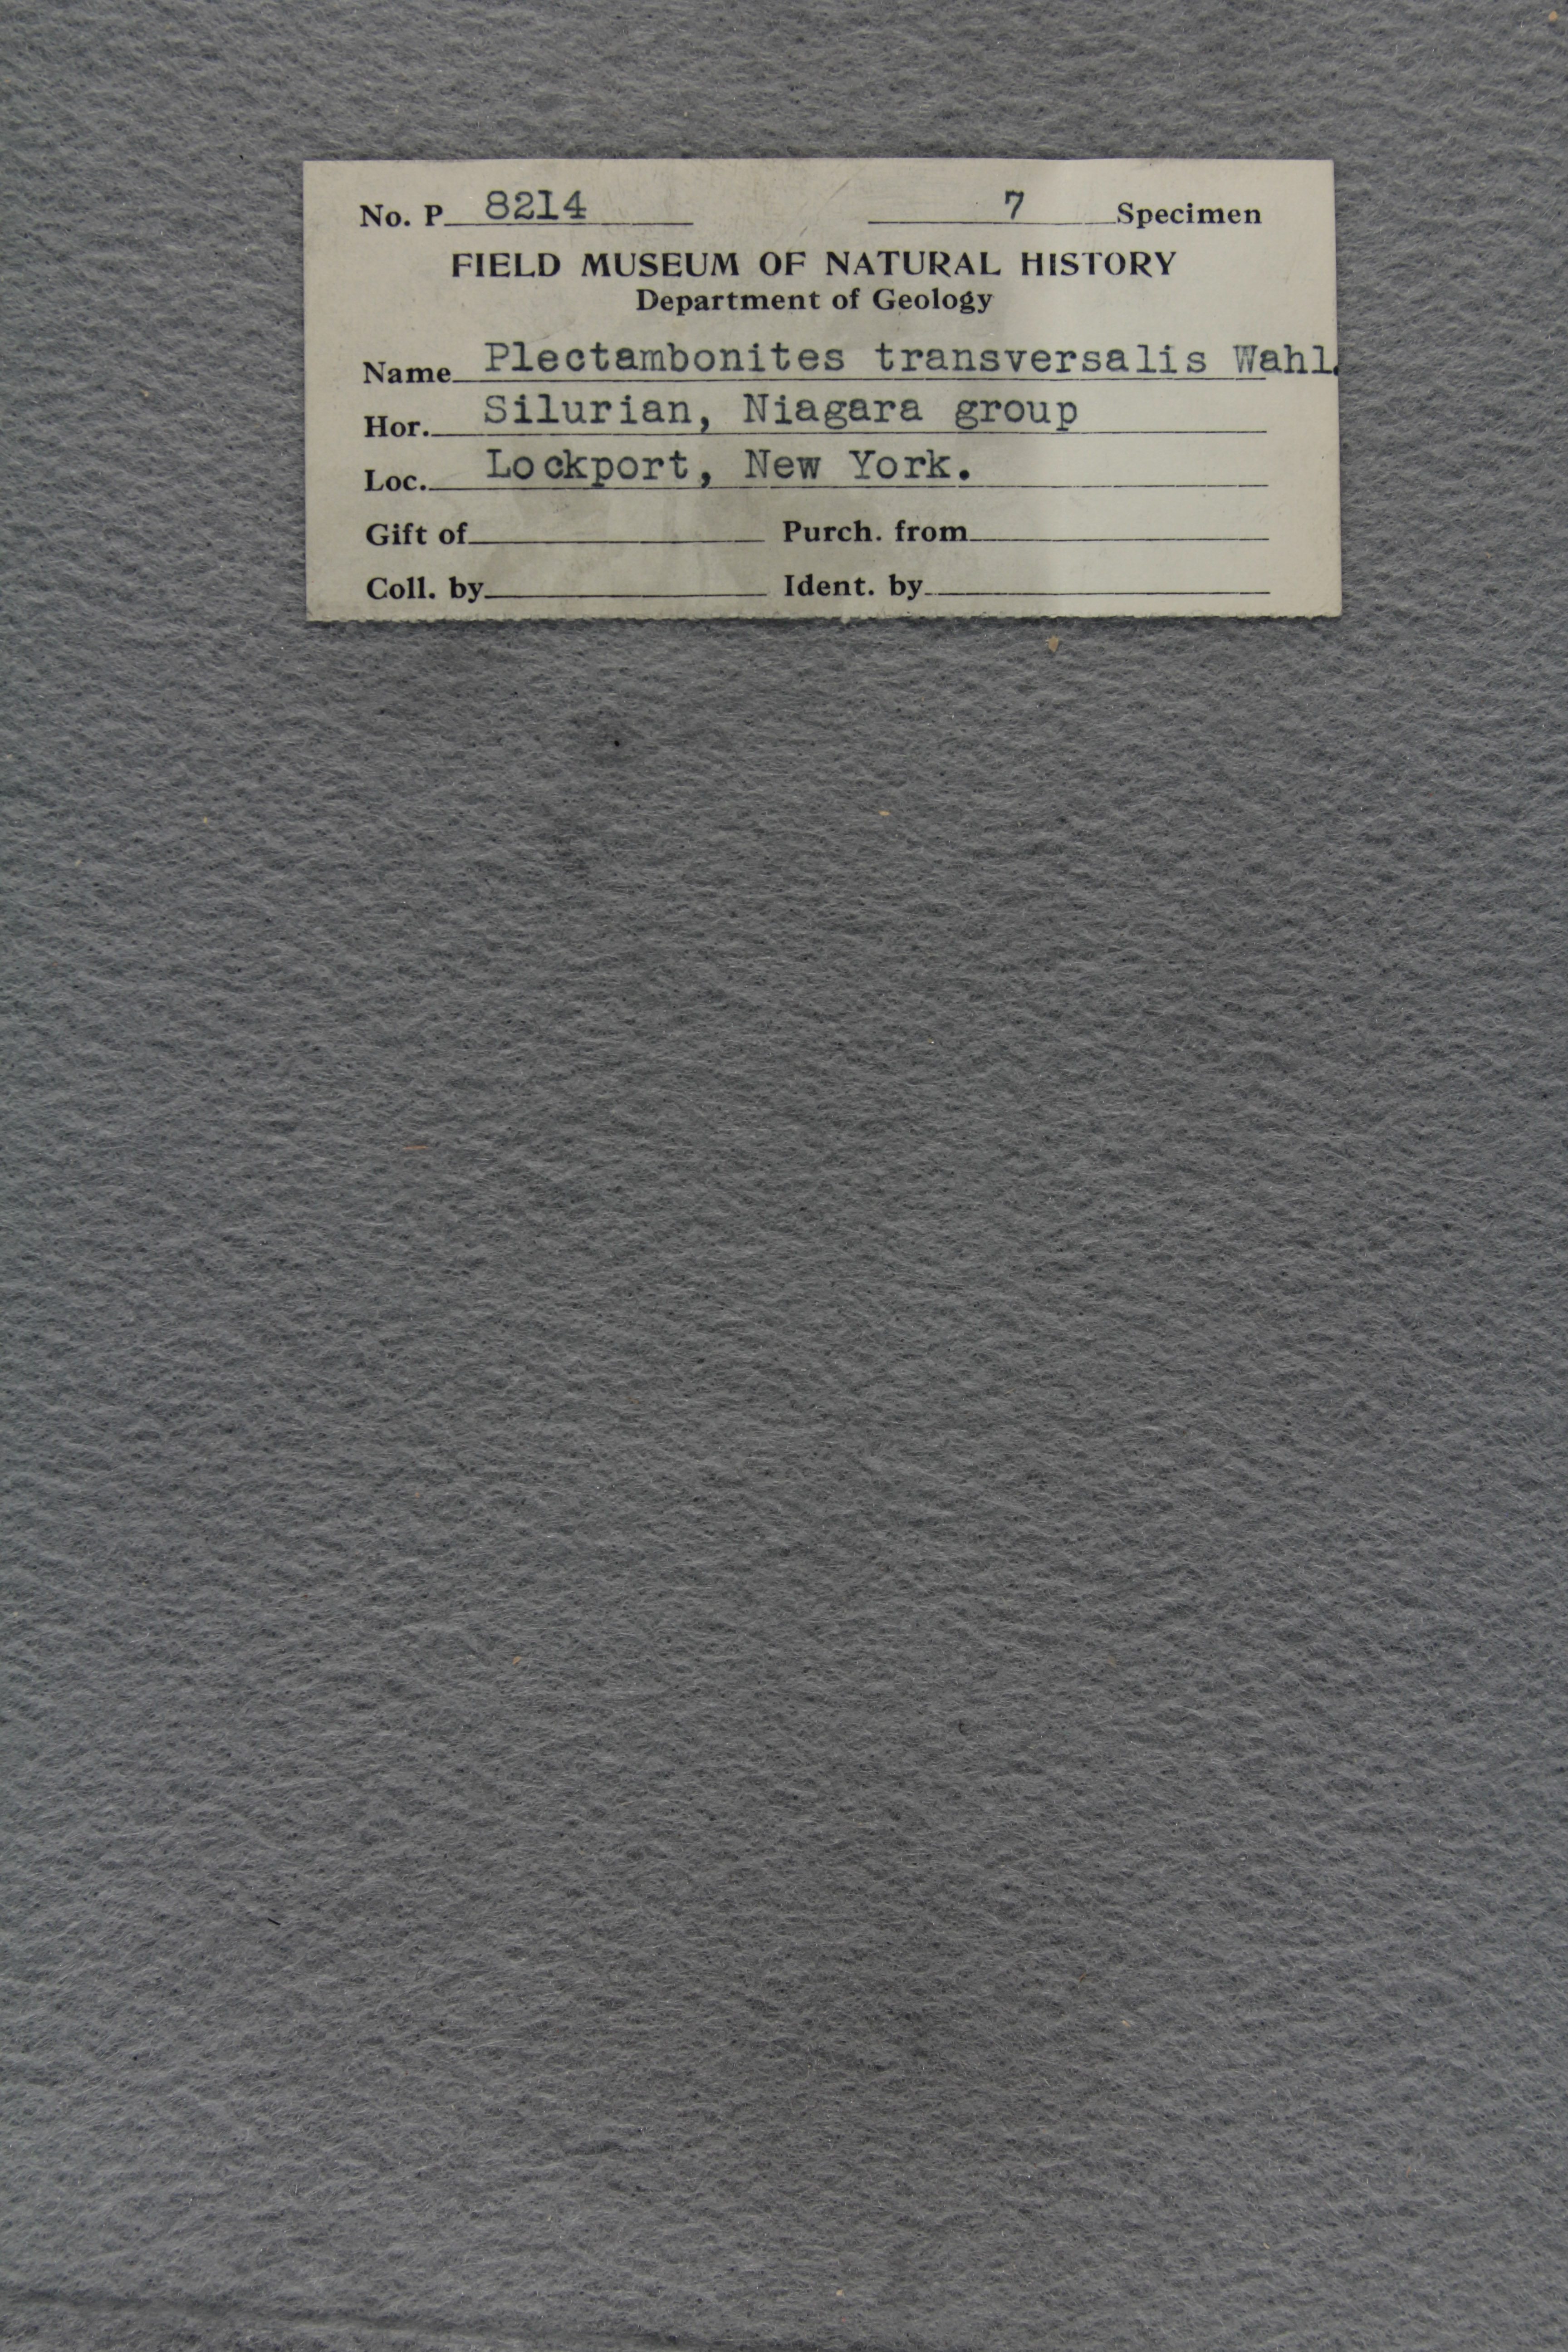 No. P 8214 7 Specimen
FIELD MUSEUM OF NATURAL HISTORY
Department of Geology
Name Plectambonites transversalis Wahl.
Hor. Silurian, Niagara group
Loc. Lockport, New York.
Gift of Purch. from
Coll. by Ident. by